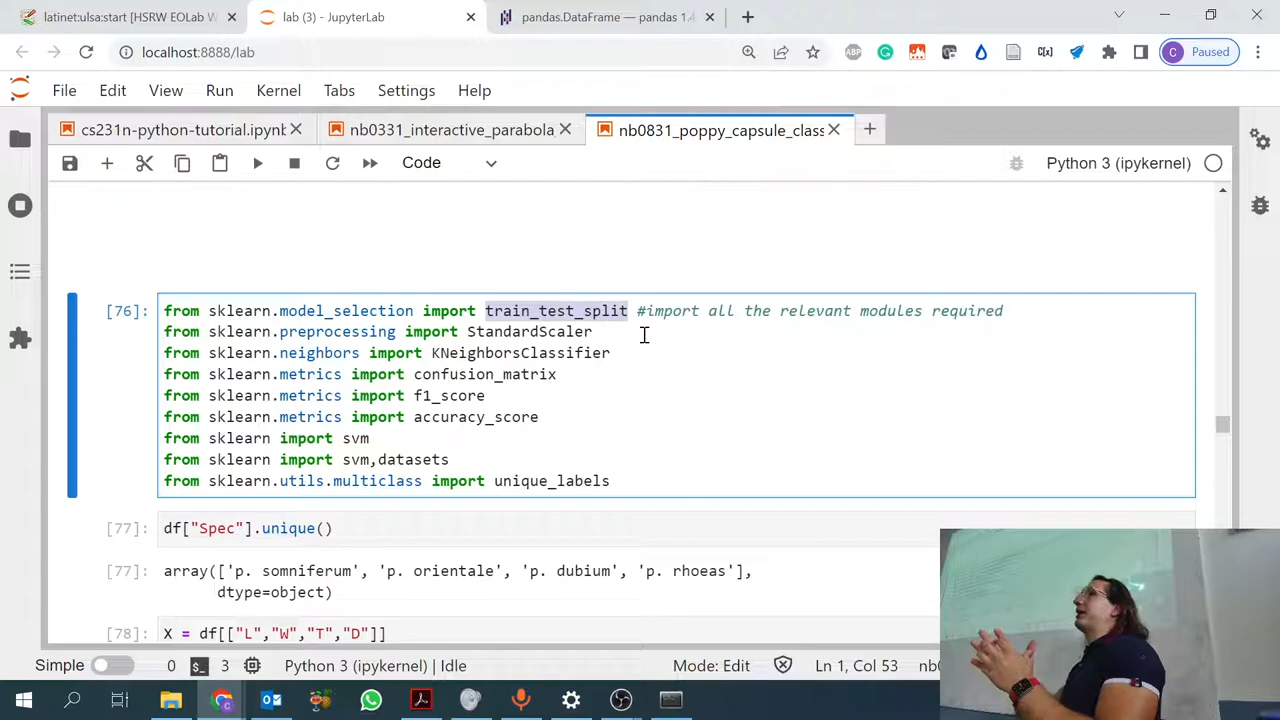 latinet:ulsa:start [HSRW EOLab W
lab (3) - JupyterLab
pandas.DataFrame — pandas 1.4
localhost:8888/lab
ABP
C[x]
C
Paused
File
Edit
View
Run
Kernel
Tabs
Settings
Help
cs231n-python-tutorial.ipynb
nb0331_interactive_parabola
nb0831_poppy_capsule_class
Code
Python 3 (ipykernel)
[76]:
from sklearn.model_selection import train_test_split #import all the relevant modules required
from sklearn.preprocessing import StandardScaler
from sklearn.neighbors import KNeighborsClassifier
from sklearn.metrics import confusion_matrix
from sklearn.metrics import f1_score
from sklearn.metrics import accuracy_score
from sklearn import svm
from sklearn import svm,datasets
from sklearn.utils.multiclass import unique_labels
[77]:
df["Spec"].unique()
[77]:
array(['p. somniferum', 'p. orientale', 'p. dubium', 'p. rhoeas'],
dtype=object)
[78]:
X = df[["L","W","T","D"]]
Simple
0
3
Python 3 (ipykernel) | Idle
Mode: Edit
Ln 1, Col 53
nb0